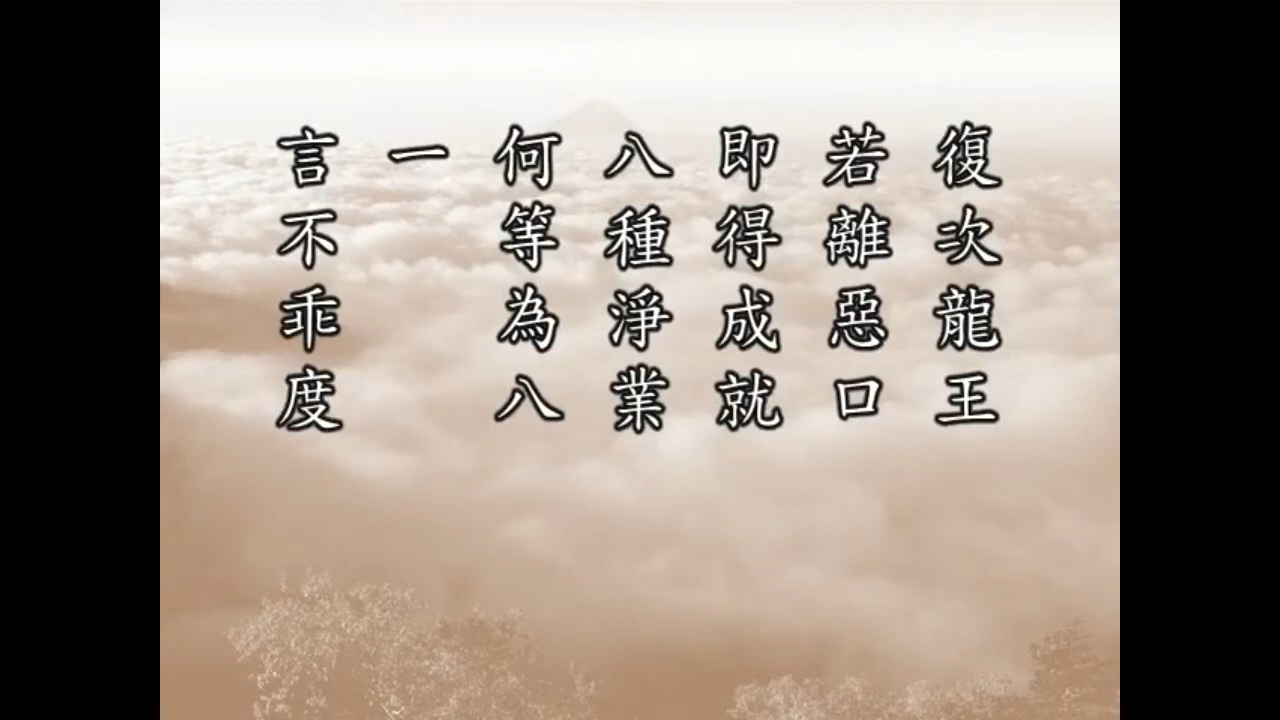 復次龍王
若離惡口
即得成就
八種淨業
何等為八
一
言不乖度